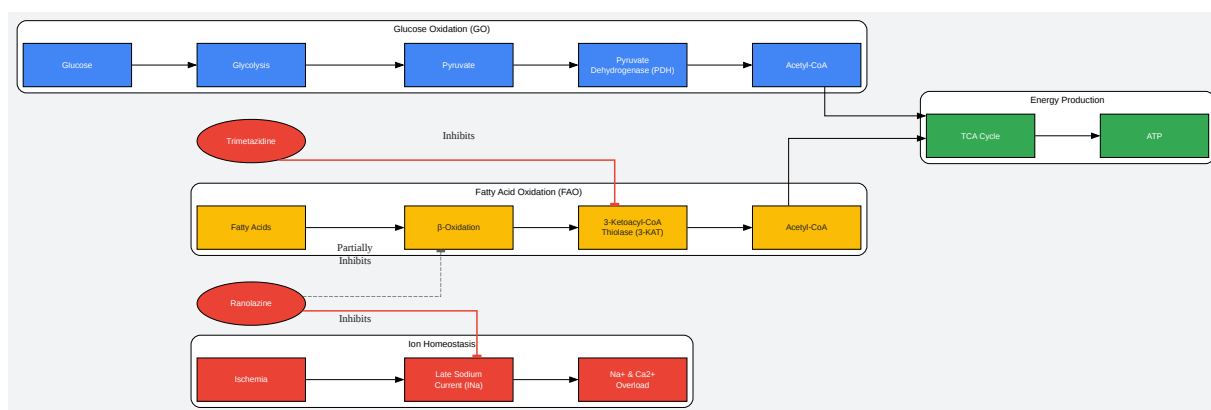 Glucose Oxidation (GO)
Glucose
Glycolysis
Pyruvate
Pyruvate
Dehydrogenase (PDH)
Acetyl-CoA
Energy Production
TCA Cycle
ATP
Trimetazidine
Inhibits
Fatty Acid Oxidation (FAO)
Fatty Acids
β-Oxidation
3-Ketoacyl-CoA
Thiolase (3-KAT)
Acetyl-CoA
Partially
Inhibits
Ranolazine
Inhibits
Ion Homeostasis
Ischemia
Late Sodium
Current (INa)
Na+ & Ca2+
Overload